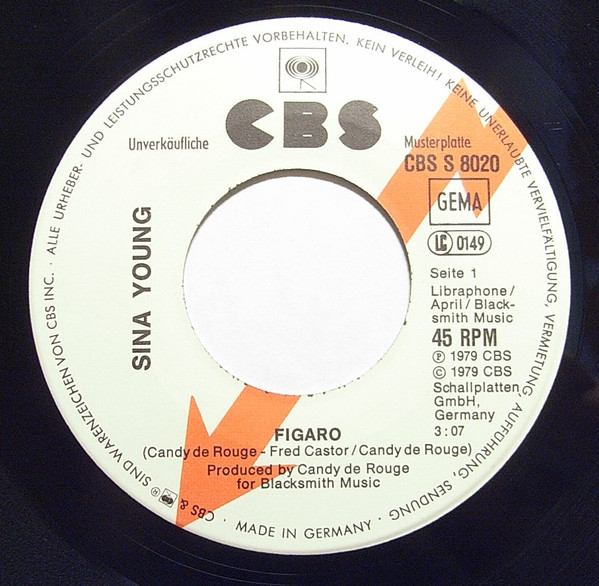 ALLE URHEBER- UND LEISTUNGSSCHUTZRECHTE VORBEHALTEN. KEIN VERLEIH! KEINE UNERLAUBTE VERVIELFÄLTIGUNG, VERMIETUNG, AUFFÜHRUNG, SENDUNG
CBS
Unverkäufliche
Musterplatte
CBS S 8020
GEMA
LC 0149
SINA YOUNG
Seite 1
Libraphone/
April/Black-
smith Music
45 RPM
Ⓟ 1979 CBS
© 1979 CBS
Schallplatten
GmbH,
Germany
3:07
FIGARO
(Candy de Rouge - Fred Castor/Candy de Rouge)
Produced by Candy de Rouge
for Blacksmith Music
CBS & ® SIND WARENZEICHEN VON CBS INC. ·
· MADE IN GERMANY ·